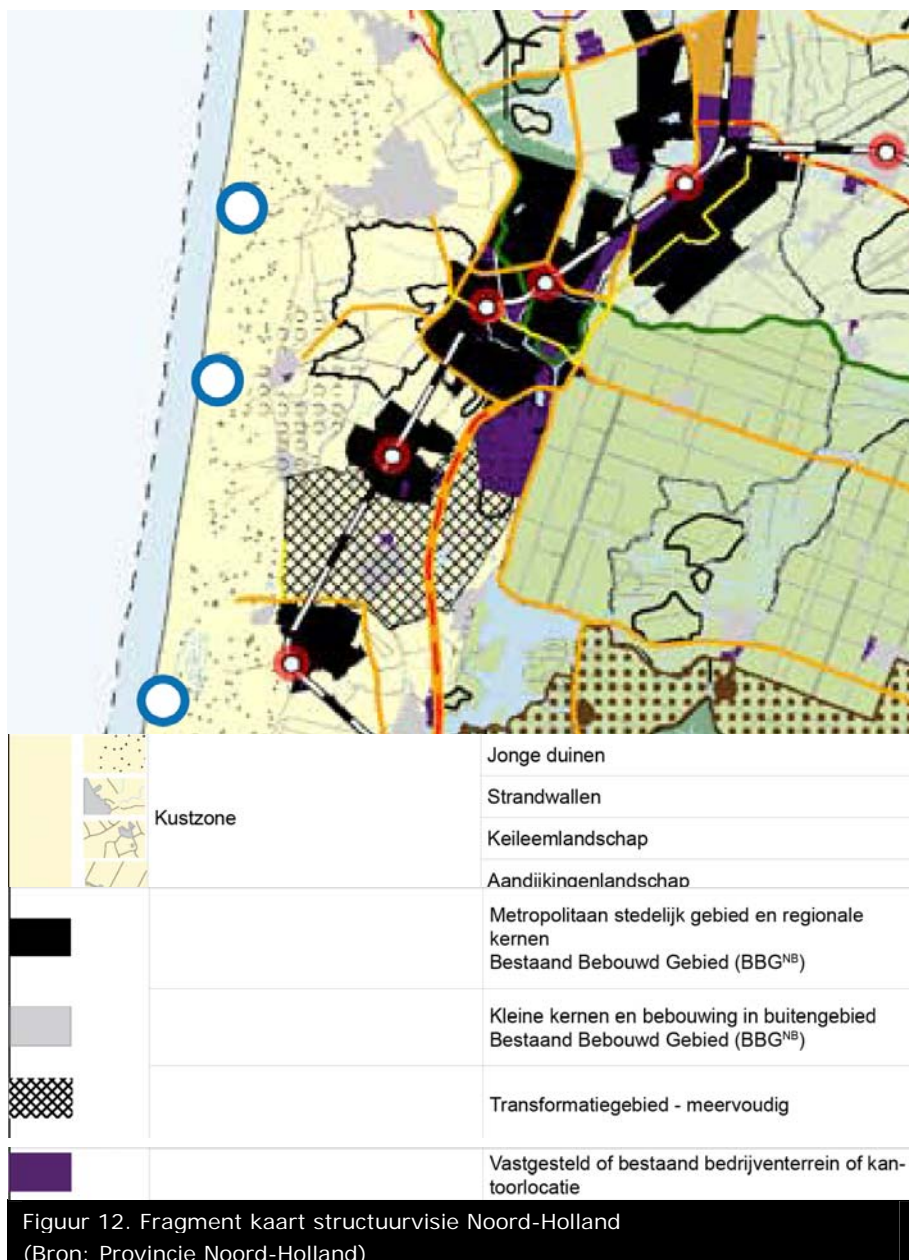 Jonge duinen
Strandwallen
Kustzone
Keileemlandschap
Aandijkingenlandschap
Metropolitaan stedelijk gebied en regionale
kernen
Bestaand Bebouwd Gebied (BBGNB)
Kleine kernen en bebouwing in buitengebied
Bestaand Bebouwd Gebied (BBGNB)
Transformatiegebied - meervoudig
Vastgesteld of bestaand bedrijventerrein of kan-
toorlocatie
Figuur 12. Fragment kaart structuurvisie Noord-Holland
(Bron: Provincie Noord-Holland)